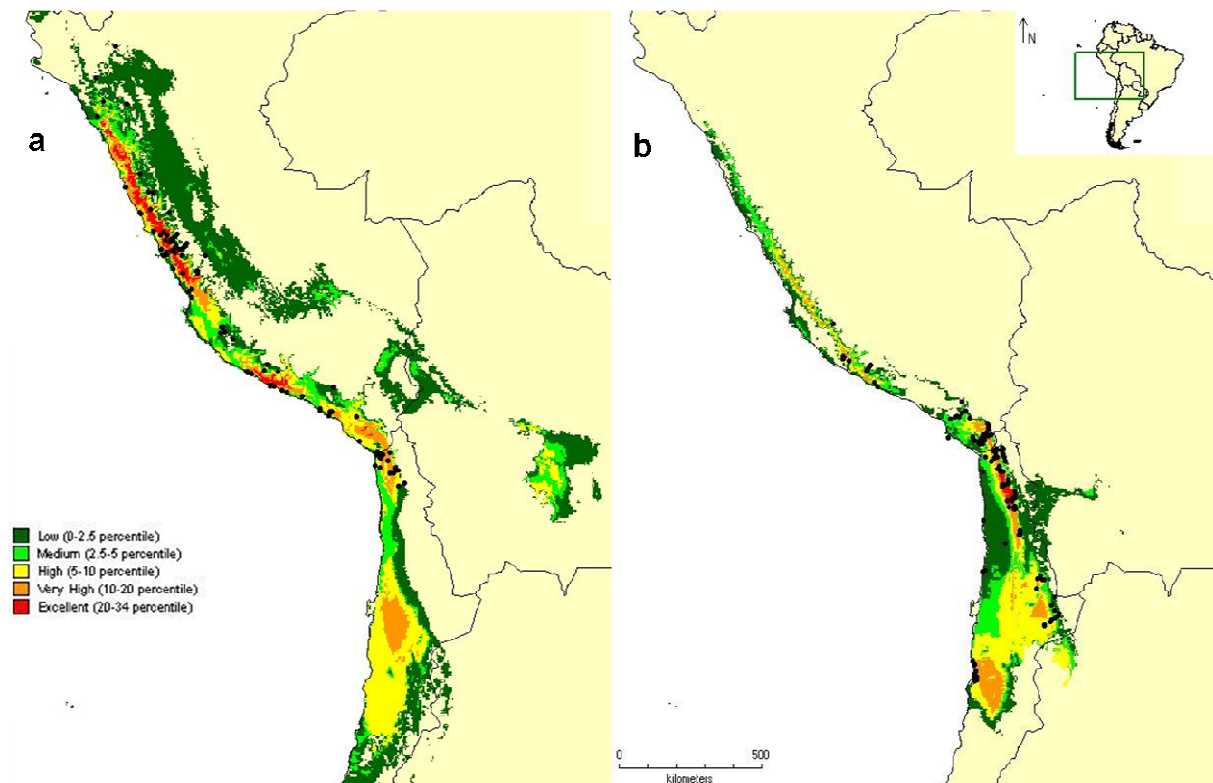 a
b
N
Low (0-2.5 percentile)
Medium (2.5-5 percentile)
High (5-10 percentile)
Very High (10-20 percentile)
Excellent (20-34 percentile)
0 500
kilometers